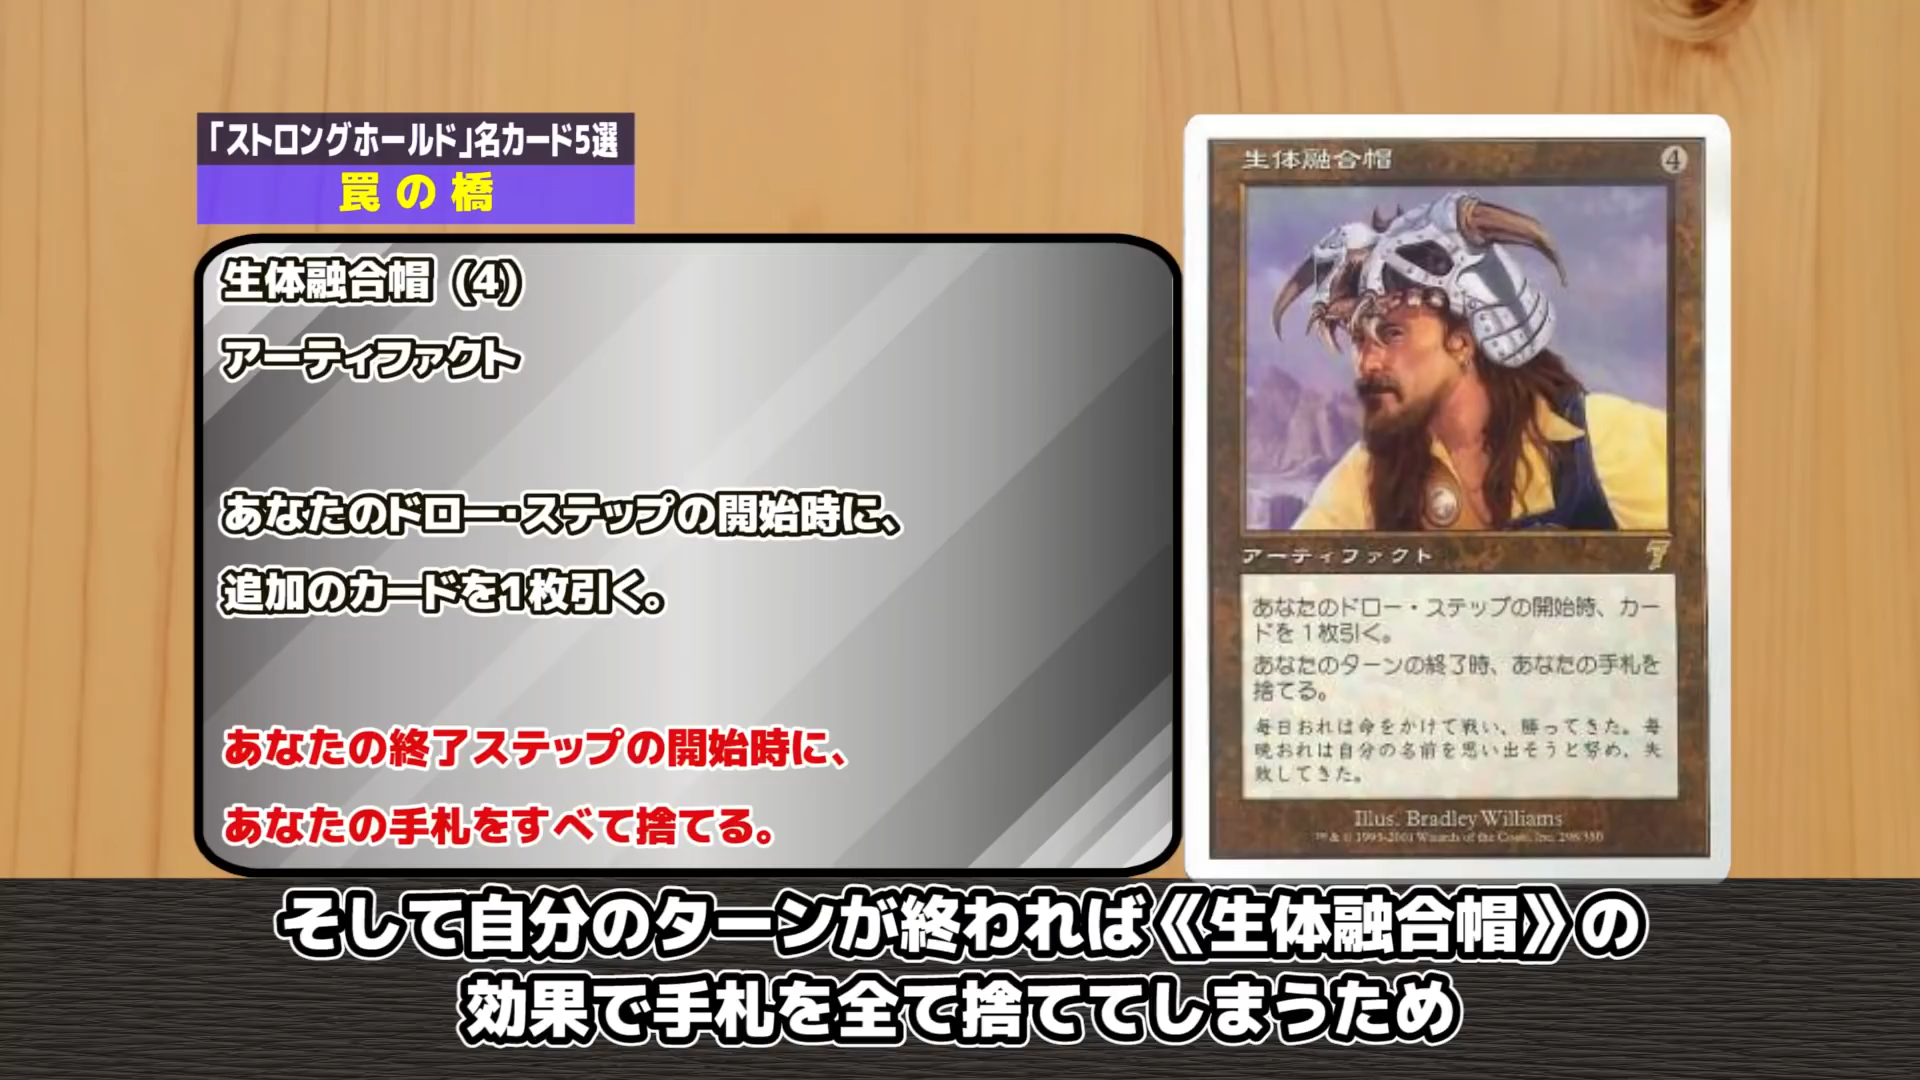 「ストロングホールド」名カード5選
罠の橋
生体融合帽（4）
アーティファクト
あなたのドロー・ステップの開始時に、
追加のカードを1枚引く。
あなたの終了ステップの開始時に、
あなたの手札をすべて捨てる。
生体融合帽
4
アーティファクト
7
あなたのドロー・ステップの開始時、カー
ドを1枚引く。
あなたのターンの終了時、あなたの手札を
捨てる。
毎日おれは命をかけて戦い、勝ってきた。毎
晩おれは自分の名前を思い出そうと努め、失
敗してきた。
Illus. Bradley Williams
™ & © 1993-2001 Wizards of the Coast, Inc. 298/350
そして自分のターンが終われば《生体融合帽》の
効果で手札を全て捨ててしまうため